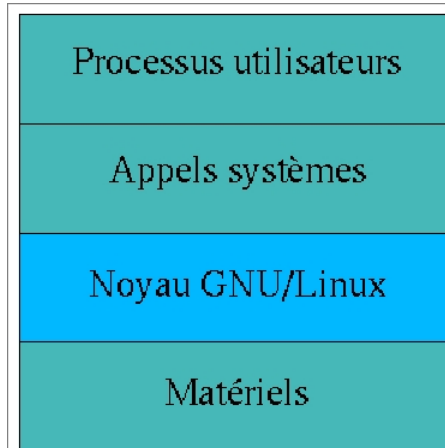 Processus utilisateurs
Appels systèmes
Noyau GNU/Linux
Matériels